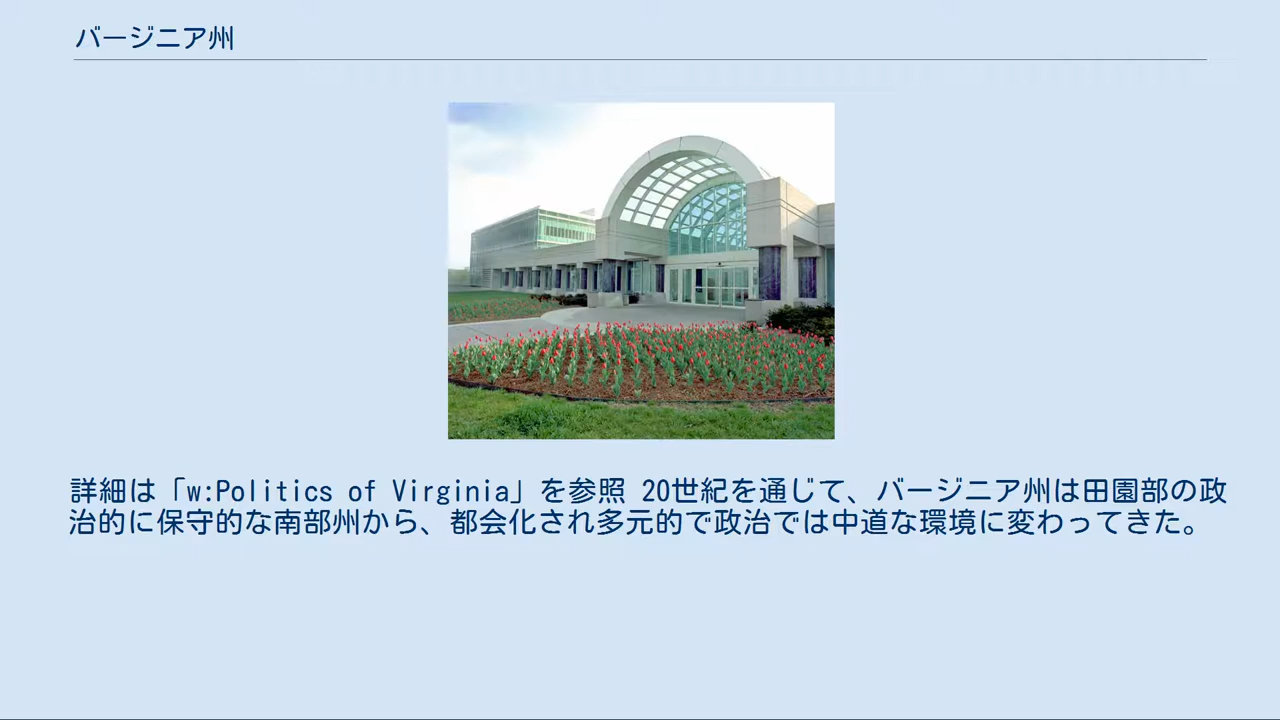 バージニア州
詳細は「w:Politics of Virginia」を参照 20世紀を通じて、バージニア州は田園部の政
治的に保守的な南部州から、都会化され多元的で政治では中道な環境に変わってきた。